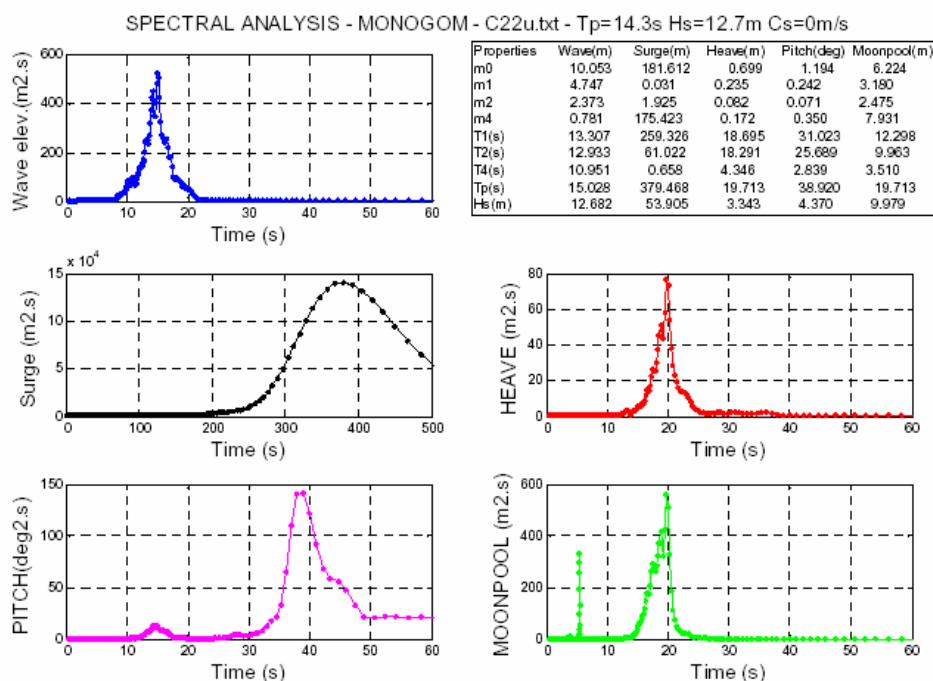 SPECTRAL ANALYSIS - MONOGOM - C22u.txt - Tp=14.3s Hs=12.7m Cs=0m/s
Properties Wave(m) Surge(m) Heave(m) Pitch(deg) Moonpool(m)
m0 10.053 181.612 0.699 1.194 6.224
m1 4.747 0.031 0.235 0.242 3.180
m2 2.373 1.925 0.082 0.071 2.475
m4 0.781 175.423 0.172 0.350 7.931
T1(s) 13.307 259.326 18.695 31.023 12.298
T2(s) 12.933 61.022 18.291 25.689 9.963
T4(s) 10.951 0.658 4.346 2.839 3.510
Tp(s) 15.028 379.468 19.713 38.920 19.713
Hs(m) 12.682 53.905 3.343 4.370 9.979
Wave elev.(m2.s)
600
400
200
0
0 10 20 30 40 50 60
Time (s)
x 10^4
Surge (m2.s)
15
10
5
0
0 100 200 300 400 500
Time (s)
HEAVE (m2.s)
80
60
40
20
0
0 10 20 30 40 50 60
Time (s)
PITCH(deg2.s)
150
100
50
0
0 10 20 30 40 50 60
Time (s)
MOONPOOL (m2.s)
600
400
200
0
0 10 20 30 40 50 60
Time (s)